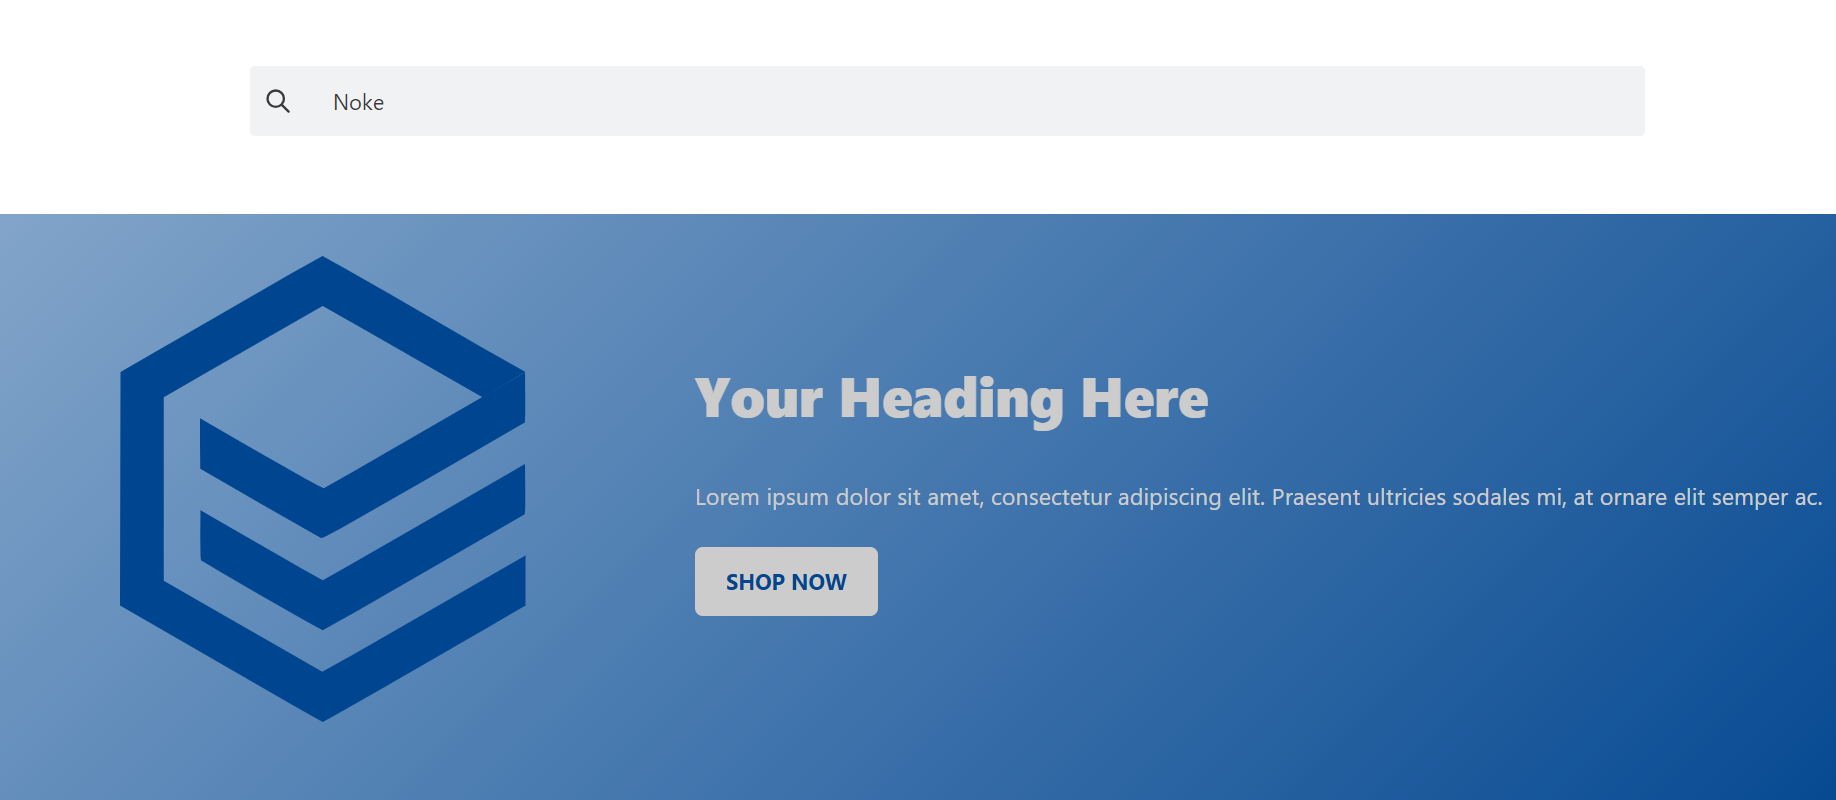 Noke
Your Heading Here
Lorem ipsum dolor sit amet, consectetur adipiscing elit. Praesent ultricies sodales mi, at ornare elit semper ac.
SHOP NOW